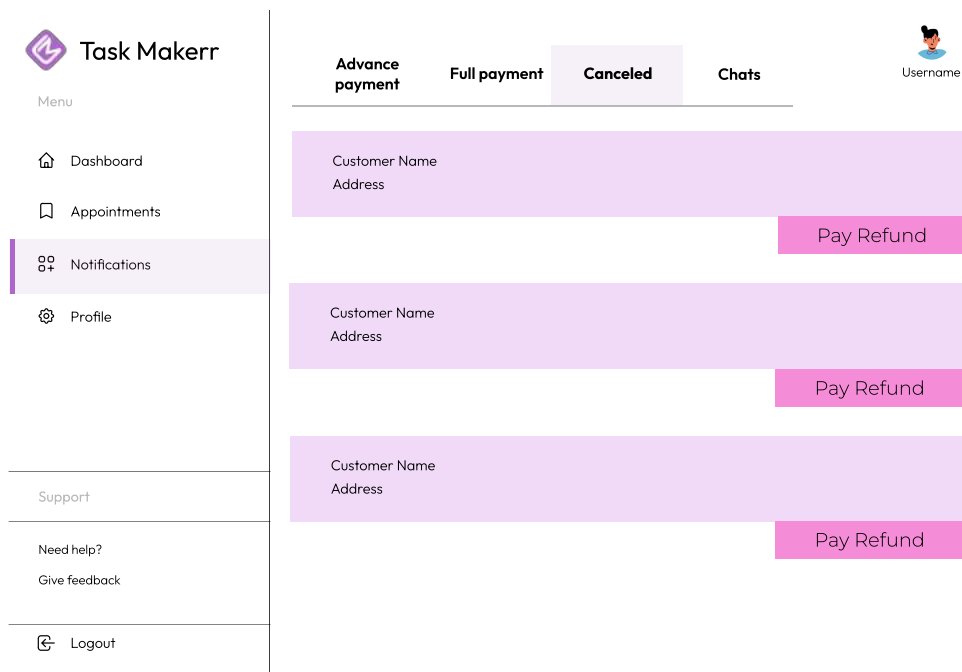 Task Makerr
Menu
Dashboard
Appointments
Notifications
Profile
Support
Need help?
Give feedback
Logout
Advance
payment
Full payment
Canceled
Chats
Username
Customer Name
Address
Pay Refund
Customer Name
Address
Pay Refund
Customer Name
Address
Pay Refund